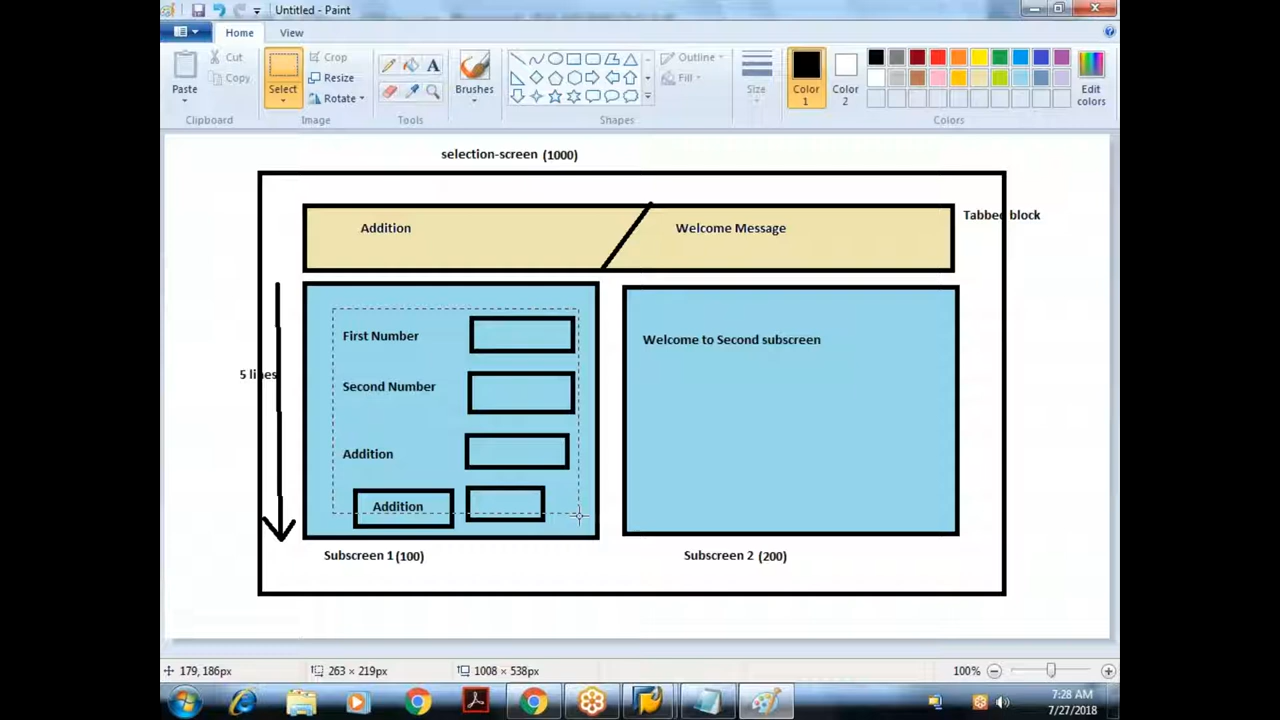 Untitled - Paint
Home View
Paste
Cut
Copy
Clipboard
Select
Crop
Resize
Rotate
Image
A
Tools
Brushes
Shapes
Outline
Fill
Size
Color 1
Color 2
Edit colors
Colors
selection-screen (1000)
Addition
Welcome Message
Tabbed block
5 lines
First Number
Second Number
Addition
Addition
Welcome to Second subscreen
Subscreen 1 (100)
Subscreen 2 (200)
179, 186px
263 × 219px
1008 × 538px
100%
7:28 AM
7/27/2018